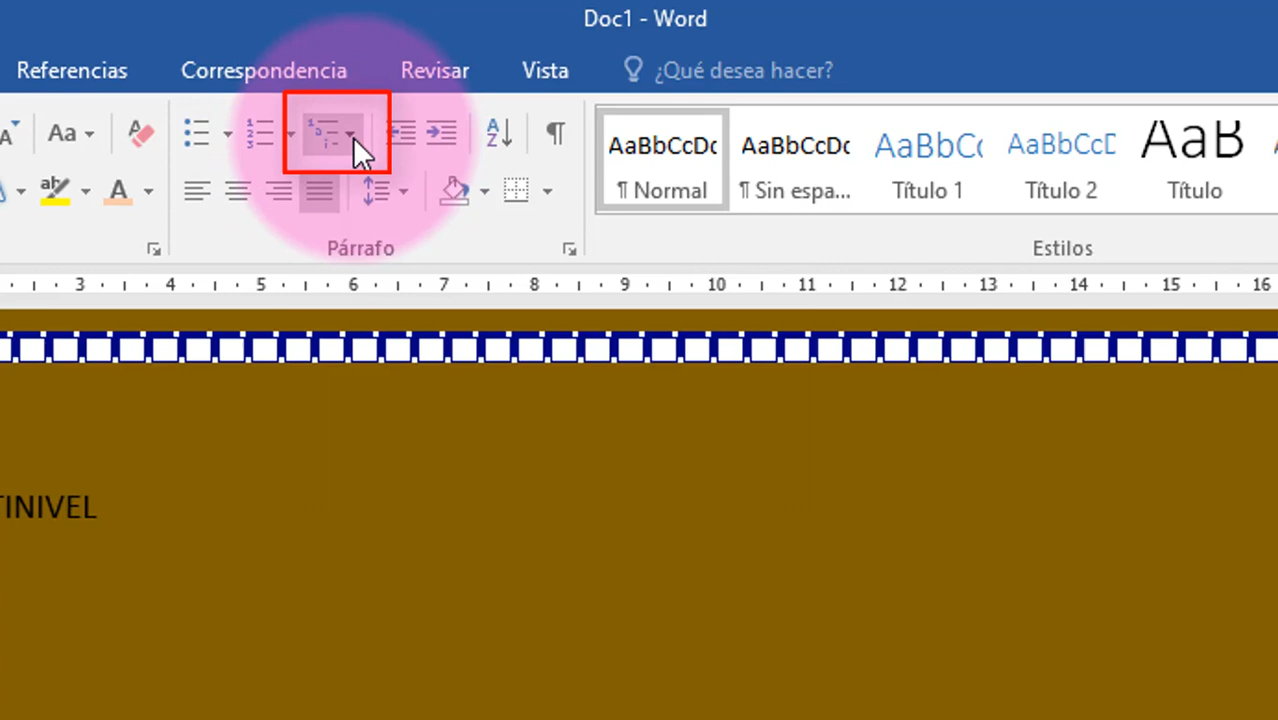 Doc1 - Word
Referencias Correspondencia Revisar Vista ¿Qué desea hacer?
Aa AaBbCcDc AaBbCcDc AaBbCc AaBbCcD AaB
A ¶ Normal ¶ Sin espa... Título 1 Título 2 Título
Párrafo Estilos
3 4 5 6 7 8 9 10 11 12 13 14 15 16
TINIVEL